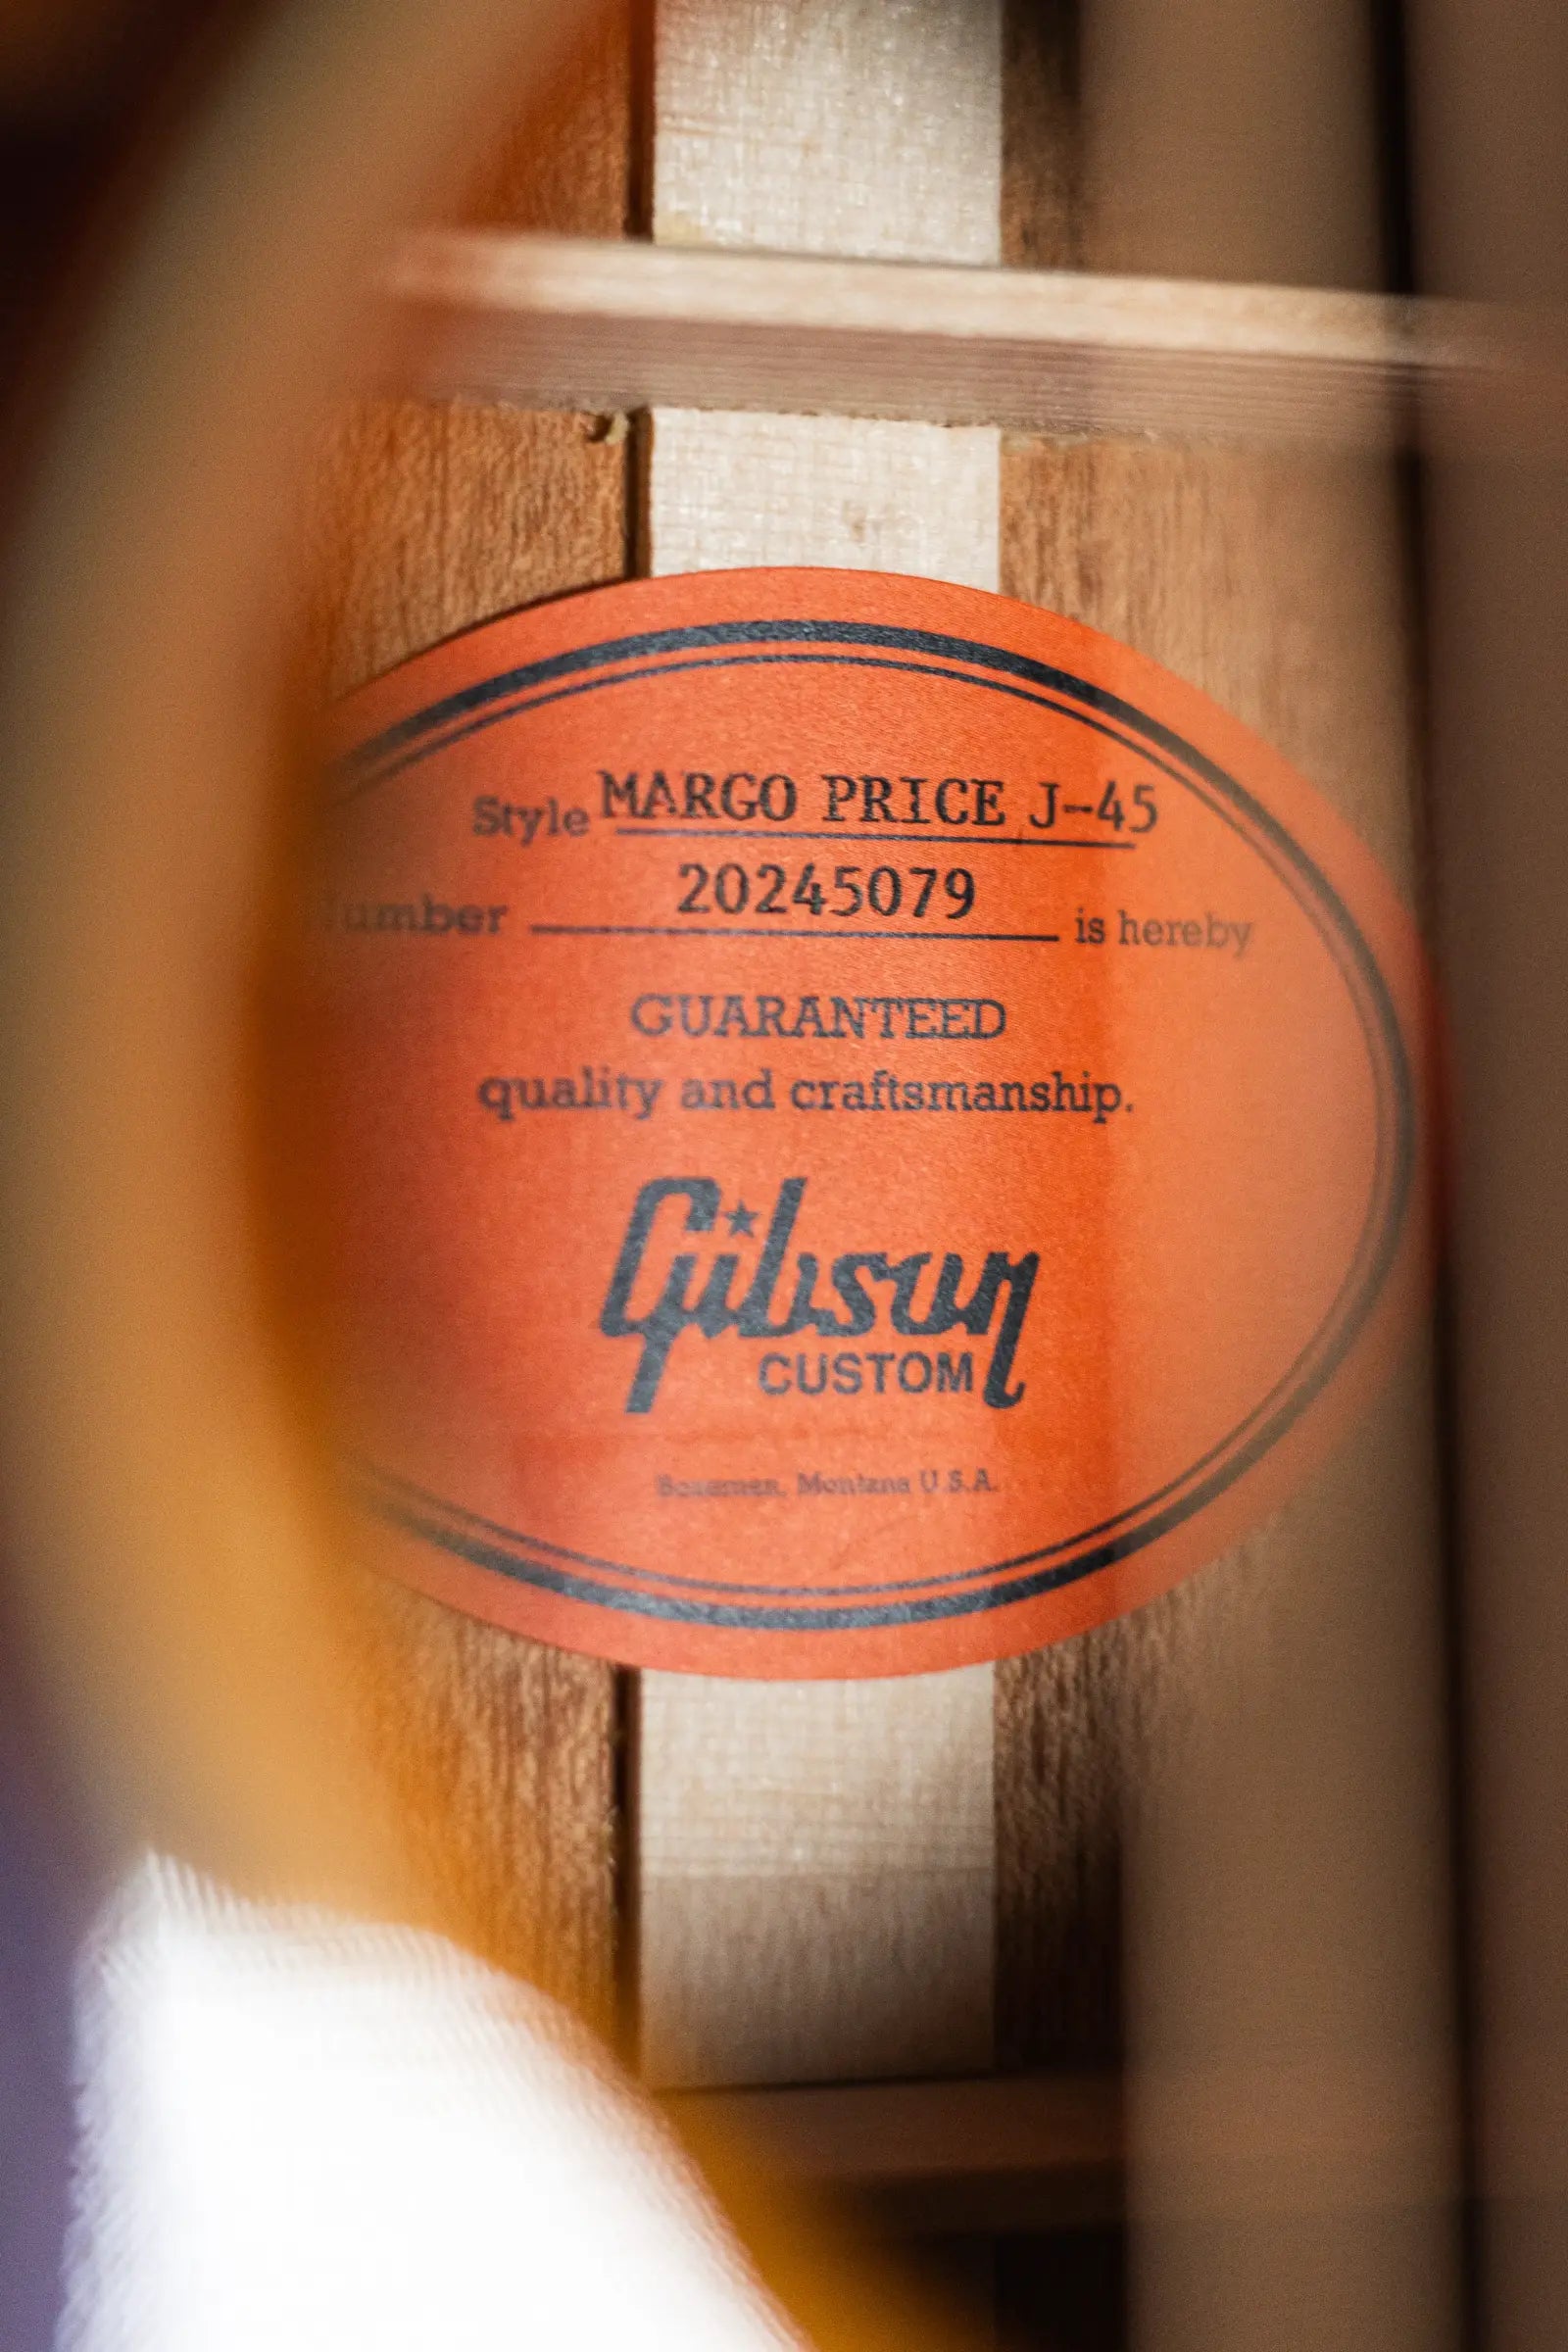 Style MARGO PRICE J-45
umber 20245079 is hereby
GUARANTEED
quality and craftsmanship.
Gibson
CUSTOM
Bozeman, Montana U.S.A.